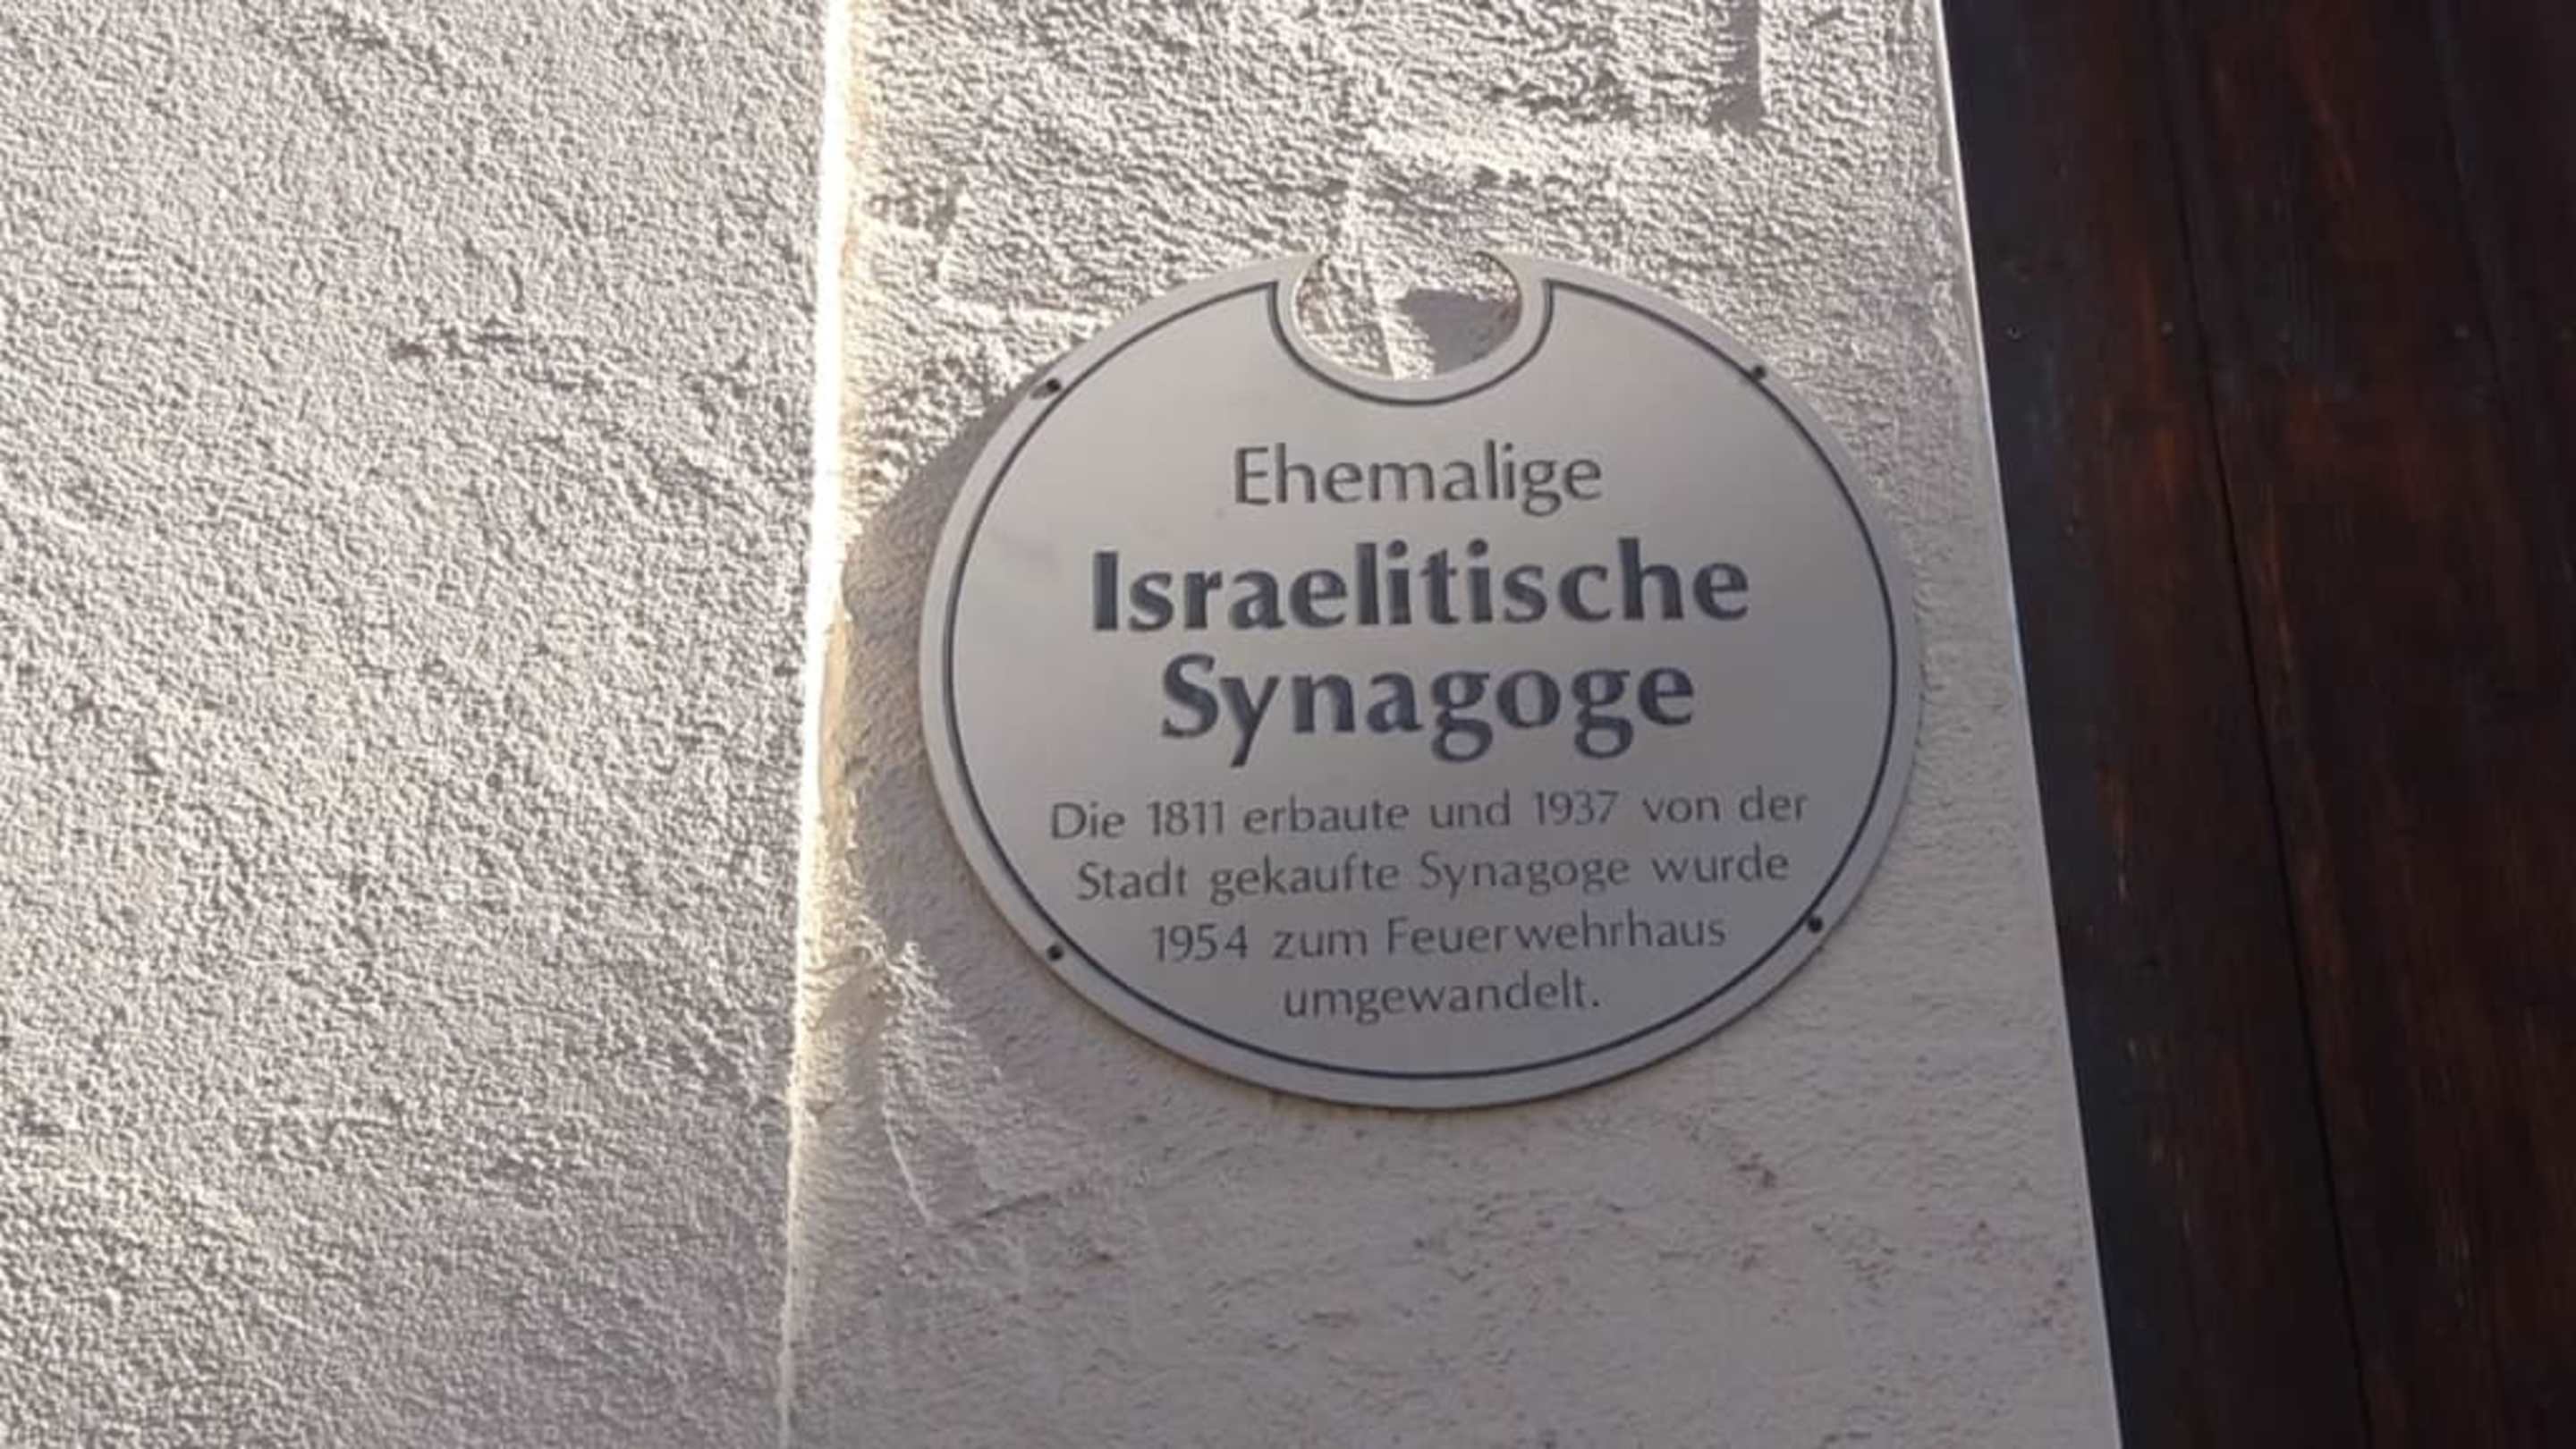 Ehemalige
Israelitische
Synagoge
Die 1811 erbaute und 1937 von der
Stadt gekaufte Synagoge wurde
1954 zum Feuerwehrhaus
umgewandelt.